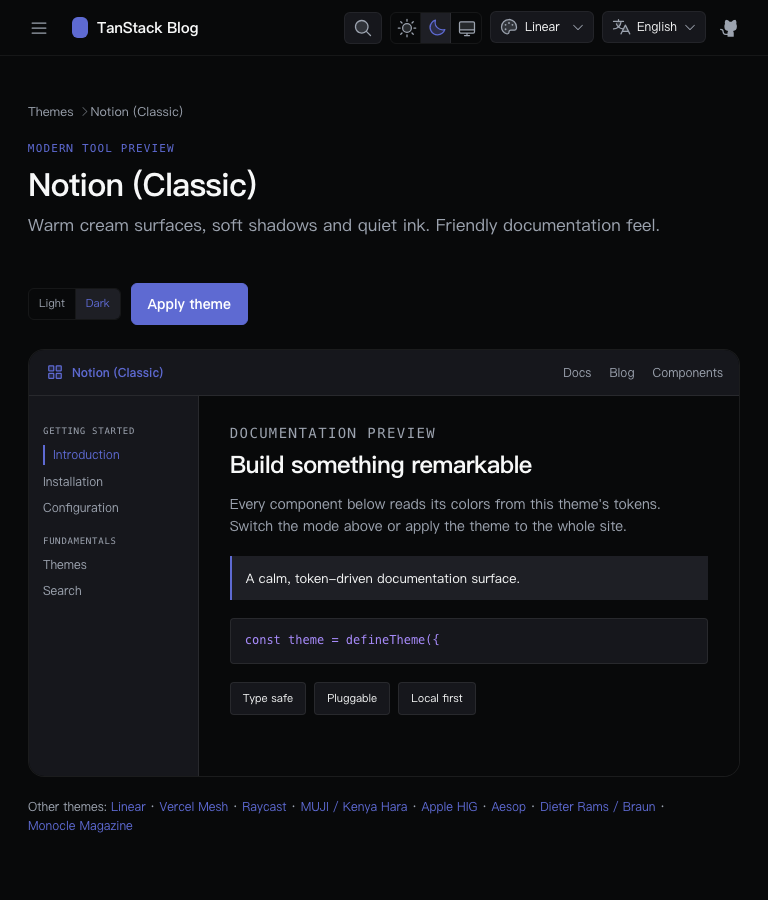 TanStack Blog
Linear
English
Themes
Notion (Classic)
MODERN TOOL PREVIEW
Notion (Classic)
Warm cream surfaces, soft shadows and quiet ink. Friendly documentation feel.
Light
Dark
Apply theme
Notion (Classic)
Docs
Blog
Components
GETTING STARTED
Introduction
Installation
Configuration
FUNDAMENTALS
Themes
Search
DOCUMENTATION PREVIEW
Build something remarkable
Every component below reads its colors from this theme's tokens.
Switch the mode above or apply the theme to the whole site.
A calm, token-driven documentation surface.
const theme = defineTheme({
Type safe
Pluggable
Local first
Other themes: Linear · Vercel Mesh · Raycast · MUJI / Kenya Hara · Apple HIG · Aesop · Dieter Rams / Braun ·
Monocle Magazine